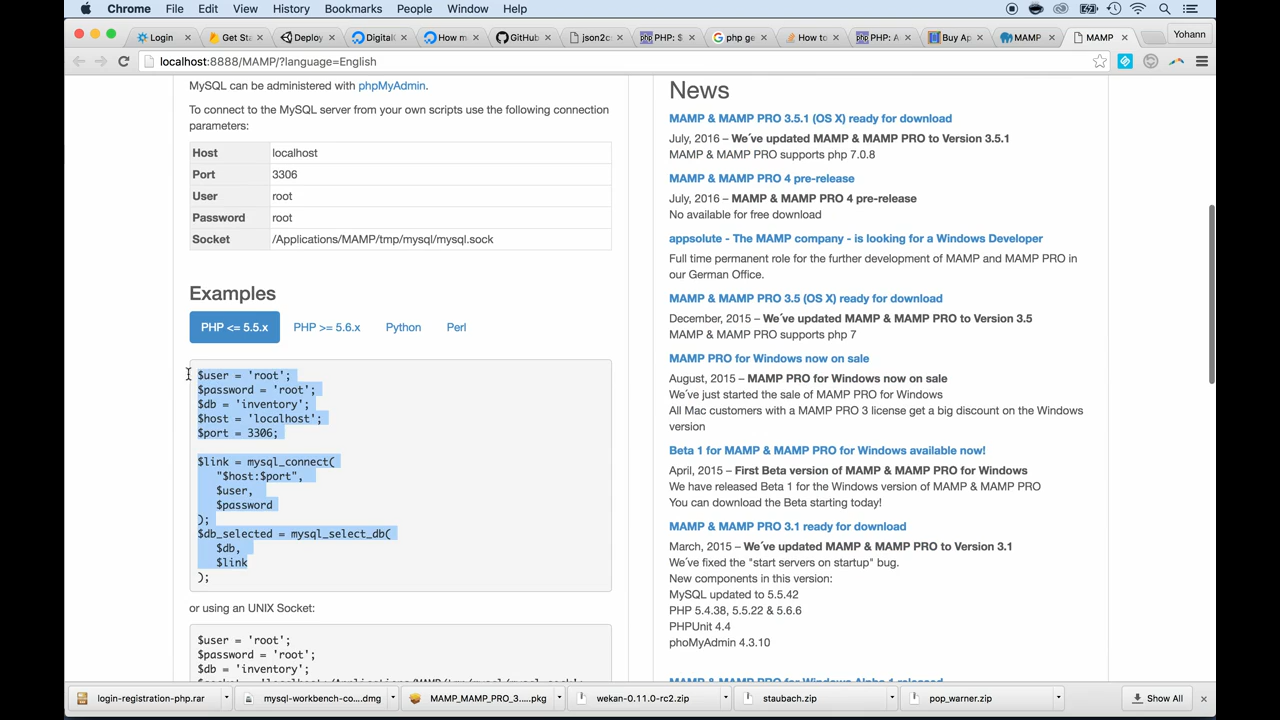 Chrome File Edit View History Bookmarks People Window Help
Login Get Sta Deploy DigitalO How m GitHub json2c PHP: S php ge How to PHP: A Buy Ap MAMP MAMP Yohann
localhost:8888/MAMP/?language=English
MySQL can be administered with phpMyAdmin.
To connect to the MySQL server from your own scripts use the following connection
parameters:
Host localhost
Port 3306
User root
Password root
Socket /Applications/MAMP/tmp/mysql/mysql.sock
Examples
PHP <= 5.5.x PHP >= 5.6.x Python Perl
$user = 'root';
$password = 'root';
$db = 'inventory';
$host = 'localhost';
$port = 3306;
$link = mysql_connect(
"$host:$port",
$user,
$password
);
$db_selected = mysql_select_db(
$db,
$link
);
or using an UNIX Socket:
$user = 'root';
$password = 'root';
$db = 'inventory';
News
MAMP & MAMP PRO 3.5.1 (OS X) ready for download
July, 2016 – We´ve updated MAMP & MAMP PRO to Version 3.5.1
MAMP & MAMP PRO supports php 7.0.8
MAMP & MAMP PRO 4 pre-release
July, 2016 – MAMP & MAMP PRO 4 pre-release
No available for free download
appsolute - The MAMP company - is looking for a Windows Developer
Full time permanent role for the further development of MAMP and MAMP PRO in
our German Office.
MAMP & MAMP PRO 3.5 (OS X) ready for download
December, 2015 – We´ve updated MAMP & MAMP PRO to Version 3.5
MAMP & MAMP PRO supports php 7
MAMP PRO for Windows now on sale
August, 2015 – MAMP PRO for Windows now on sale
We´ve just started the sale of MAMP PRO for Windows
All Mac customers with a MAMP PRO 3 license get a big discount on the Windows
version
Beta 1 for MAMP & MAMP PRO for Windows available now!
April, 2015 – First Beta version of MAMP & MAMP PRO for Windows
We have released Beta 1 for the Windows version of MAMP & MAMP PRO
You can download the Beta starting today!
MAMP & MAMP PRO 3.1 ready for download
March, 2015 – We´ve updated MAMP & MAMP PRO to Version 3.1
We´ve fixed the "start servers on startup" bug.
New components in this version:
MySQL updated to 5.5.42
PHP 5.4.38, 5.5.22 & 5.6.6
PHPUnit 4.4
phoMyAdmin 4.3.10
login-registration-php.rar mysql-workbench-co....dmg MAMP_MAMP_PRO_3.....pkg wekan-0.11.0-rc2.zip staubach.zip pop_warner.zip Show All